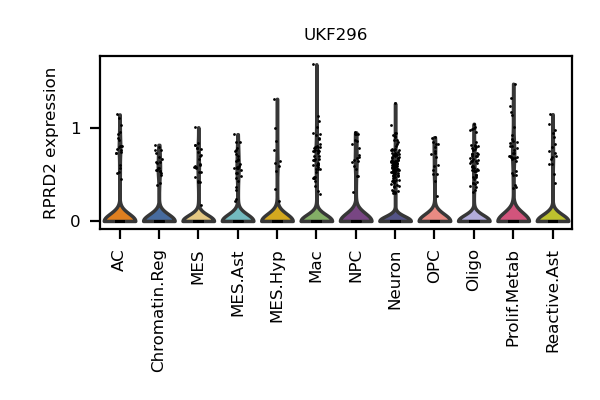 UKF296
RPRD2 expression
1
0
AC
Chromatin.Reg
MES
MES.Ast
MES.Hyp
Mac
NPC
Neuron
OPC
Oligo
Prolif.Metab
Reactive.Ast